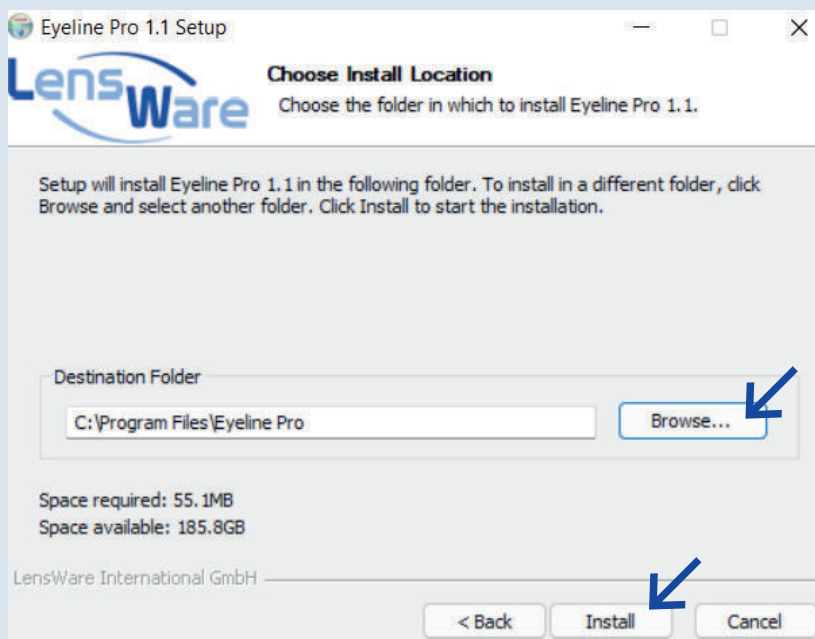 Eyeline Pro 1.1 Setup
LensWare
Choose Install Location
Choose the folder in which to install Eyeline Pro 1.1.
Setup will install Eyeline Pro 1.1 in the following folder. To install in a different folder, click
Browse and select another folder. Click Install to start the installation.
Destination Folder
C:\Program Files\Eyeline Pro
Browse...
Space required: 55.1MB
Space available: 185.8GB
LensWare International GmbH
< Back
Install
Cancel